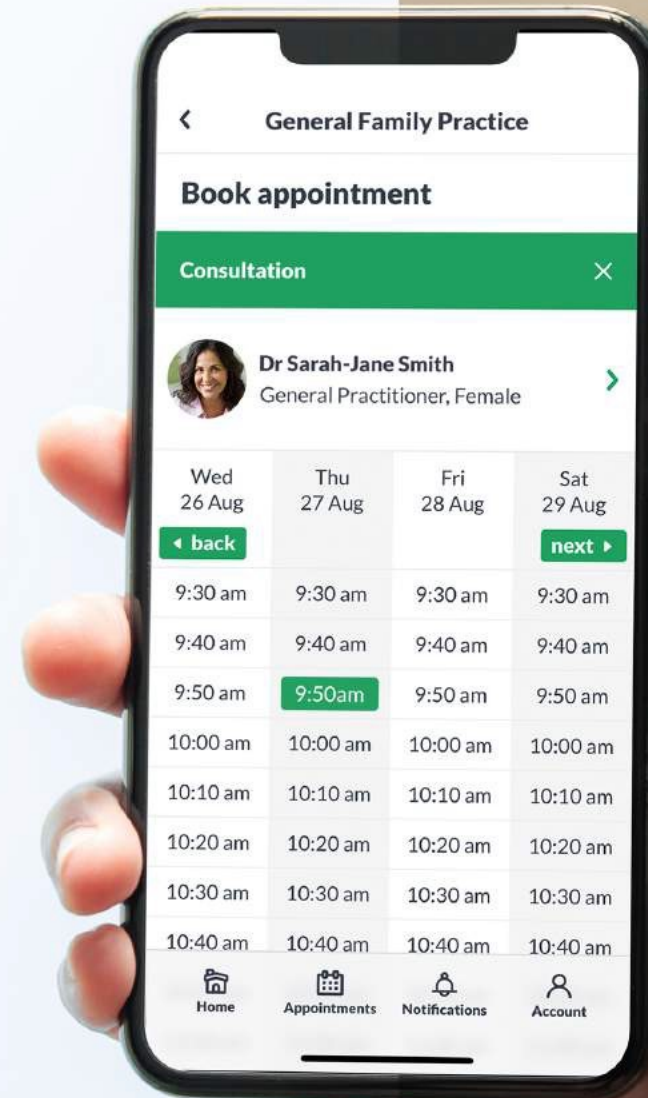 General Family Practice
Book appointment
Consultation
Dr Sarah-Jane Smith
General Practitioner, Female
Wed Thu Fri Sat
26 Aug 27 Aug 28 Aug 29 Aug
back next
9:30 am 9:30 am 9:30 am 9:30 am
9:40 am 9:40 am 9:40 am 9:40 am
9:50 am 9:50am 9:50 am 9:50 am
10:00 am 10:00 am 10:00 am 10:00 am
10:10 am 10:10 am 10:10 am 10:10 am
10:20 am 10:20 am 10:20 am 10:20 am
10:30 am 10:30 am 10:30 am 10:30 am
10:40 am 10:40 am 10:40 am 10:40 am
Home Appointments Notifications Account